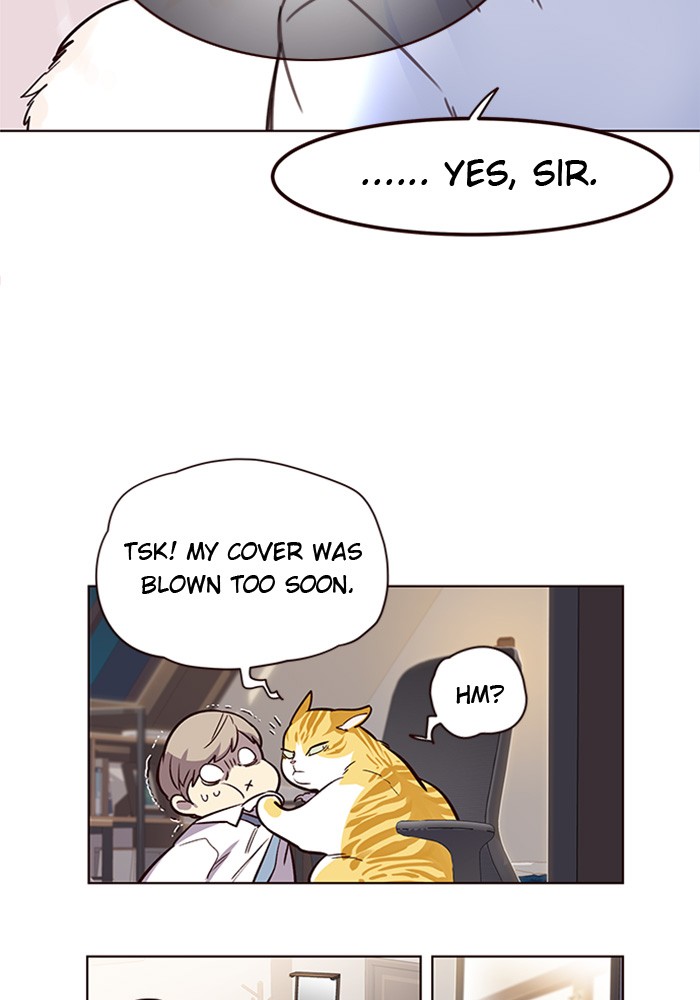 ...... YES, SIR.
TSK! MY COVER WAS
BLOWN TOO SOON.
HM?